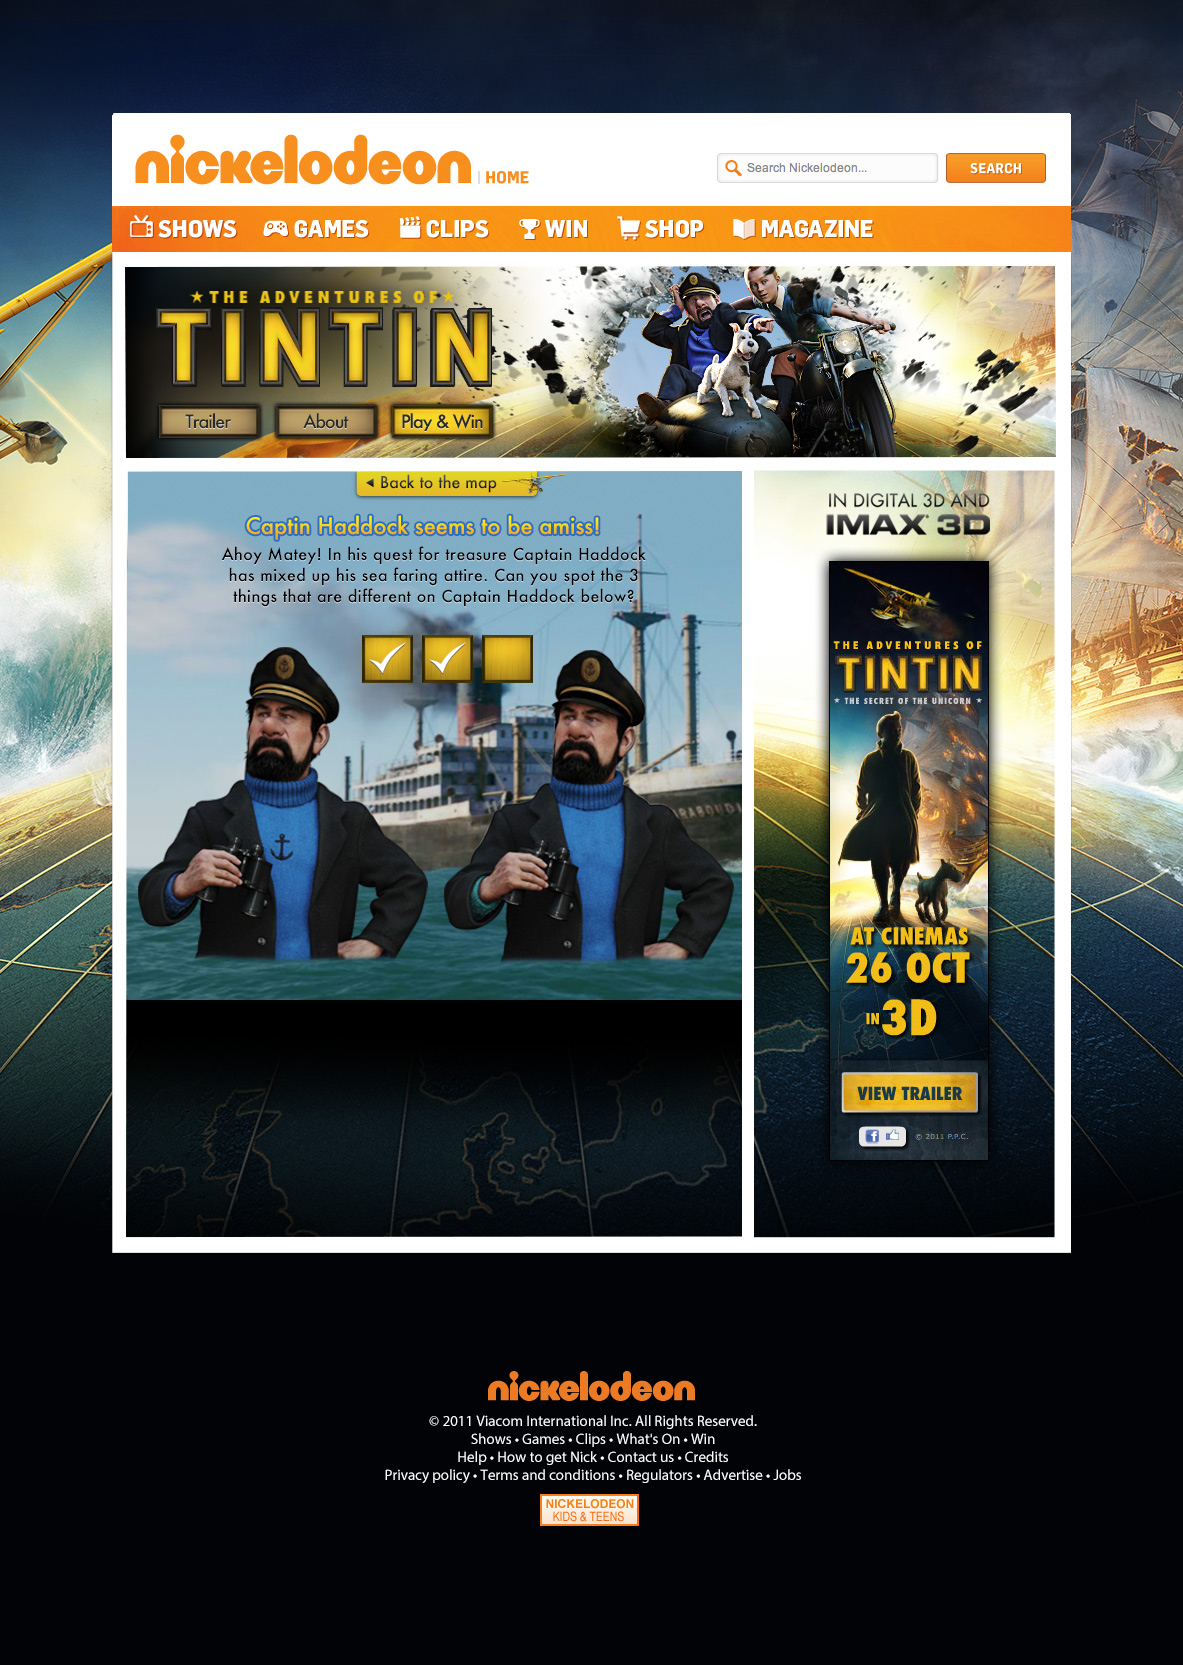 nickelodeon | HOME
Search Nickelodeon...
SEARCH
SHOWS GAMES CLIPS WIN SHOP MAGAZINE
THE ADVENTURES OF
TINTIN
Trailer About Play & Win
Back to the map
Captin Haddock seems to be amiss!
Ahoy Matey! In his quest for treasure Captain Haddock
has mixed up his sea faring attire. Can you spot the 3
things that are different on Captain Haddock below?
IN DIGITAL 3D AND
IMAX 3D
THE ADVENTURES OF
TINTIN
THE SECRET OF THE UNICORN
AT CINEMAS
26 OCT
IN 3D
VIEW TRAILER
© 2011 P.P.C.
nickelodeon
© 2011 Viacom International Inc. All Rights Reserved.
Shows • Games • Clips • What's On • Win
Help • How to get Nick • Contact us • Credits
Privacy policy • Terms and conditions • Regulators • Advertise • Jobs
NICKELODEON
KIDS & TEENS